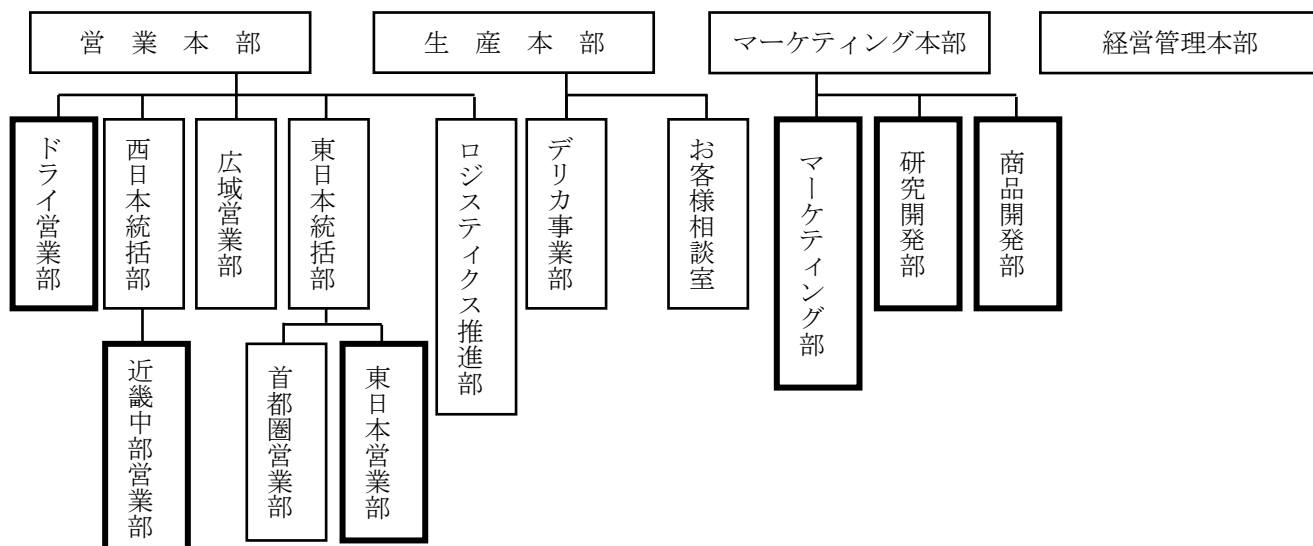 営業本部
生産本部
マーケティング本部
経営管理本部
ドライ営業部
西日本統括部
広域営業部
東日本統括部
ロジスティクス推進部
デリカ事業部
お客様相談室
マーケティング部
研究開発部
商品開発部
近畿中部営業部
首都圏営業部
東日本営業部